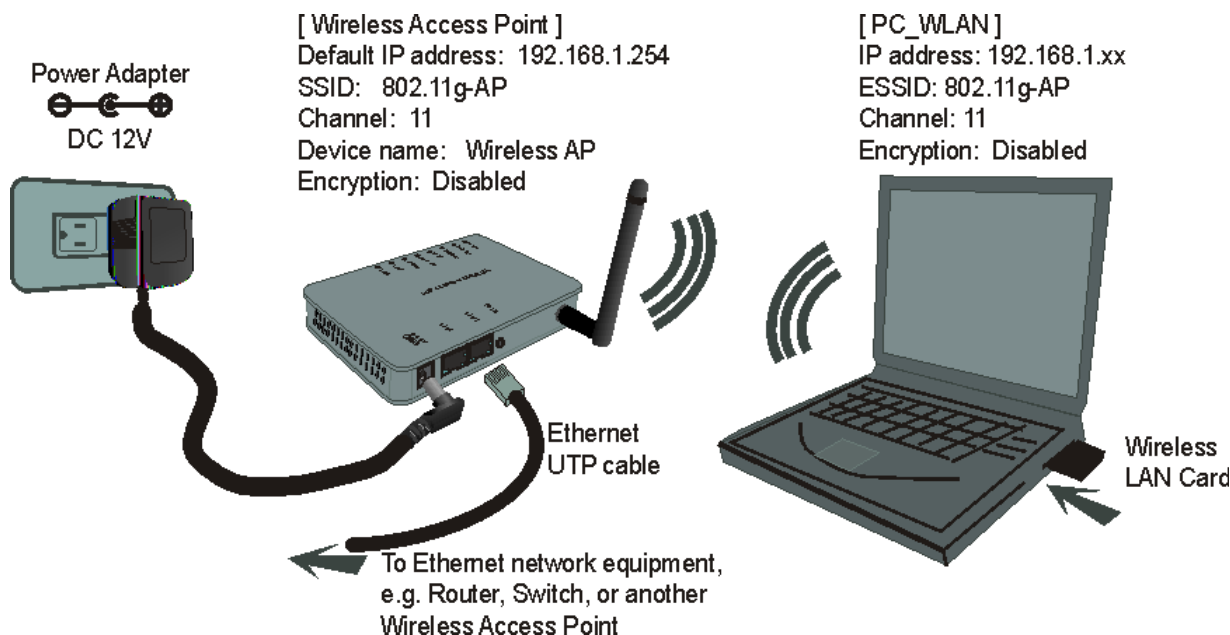 Power Adapter
DC 12V
[ Wireless Access Point ]
Default IP address: 192.168.1.254
SSID: 802.11g-AP
Channel: 11
Device name: Wireless AP
Encryption: Disabled
[ PC_WLAN ]
IP address: 192.168.1.xx
ESSID: 802.11g-AP
Channel: 11
Encryption: Disabled
Ethernet
UTP cable
Wireless
LAN Card
To Ethernet network equipment,
e.g. Router, Switch, or another
Wireless Access Point